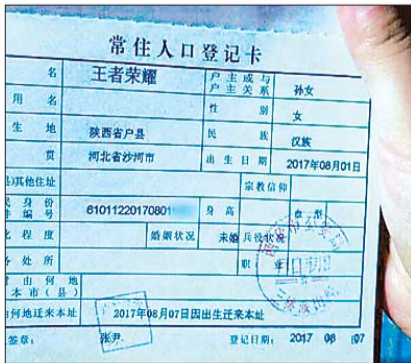 常住人口登记卡
名 王者荣耀 户主或与户主关系 孙女
用名 性别 女
生地 陕西省户县 民族 汉族
贯 河北省沙河市 出生日期 2017年08月01日
其他住址 宗教信仰
民身份件编号 61011220170801 身高 血型
化程度 婚姻状况 未婚 兵役状况
务处所 职业
由何地
本市（县）
何地迁来本址 2017年08月07日因出生迁来本址
签章： 张尹 登记日期： 2017 08 07